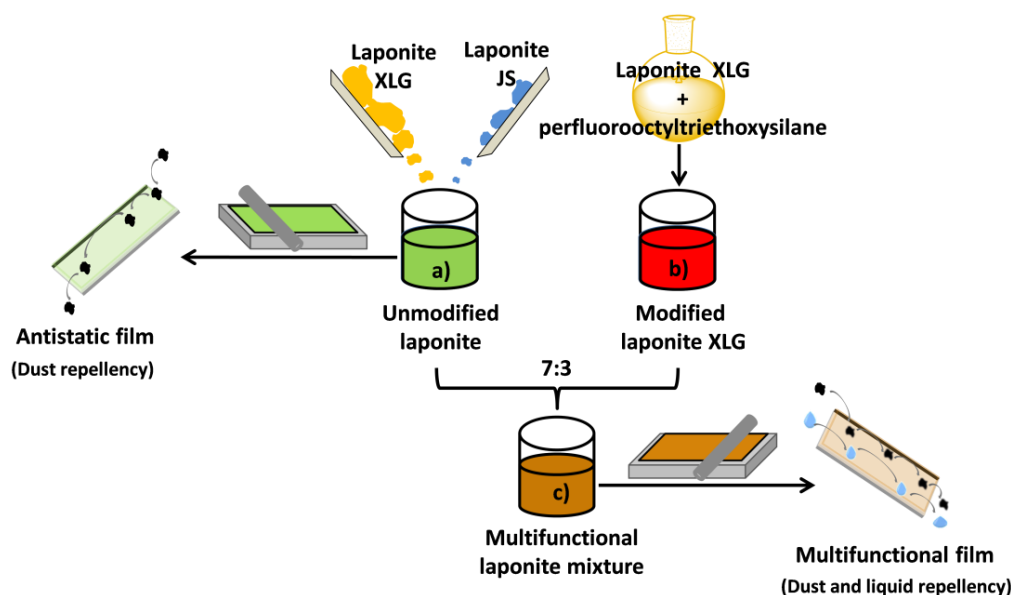 Laponite
XLG
Laponite
JS
Laponite XLG
+
perfluorooctyltriethoxysilane
a)
b)
Unmodified
laponite
Modified
laponite XLG
Antistatic film
(Dust repellency)
7:3
c)
Multifunctional
laponite mixture
Multifunctional film
(Dust and liquid repellency)